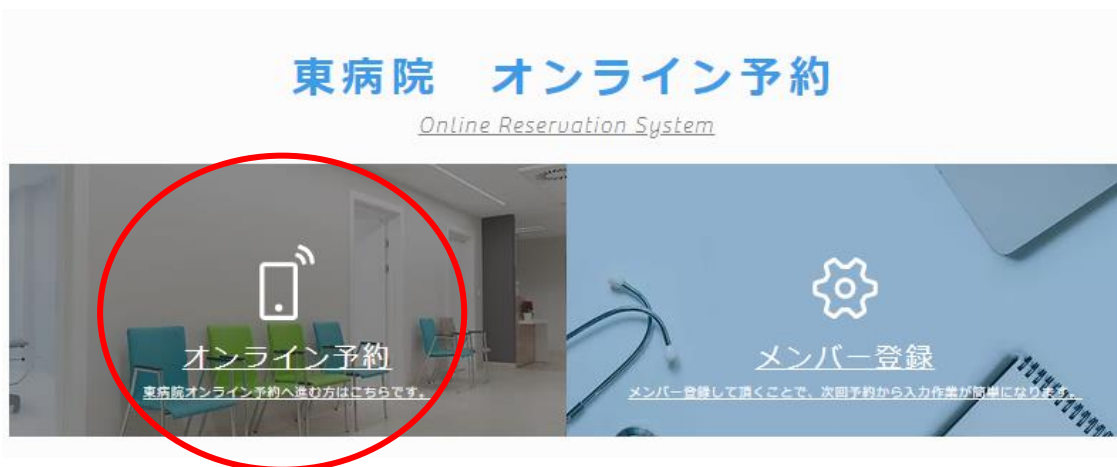 東病院　オンライン予約
Online Reservation System
オンライン予約
東病院オンライン予約へ進む方はこちらです。
メンバー登録
メンバー登録して頂くことで、次回予約から入力作業が簡単になります。